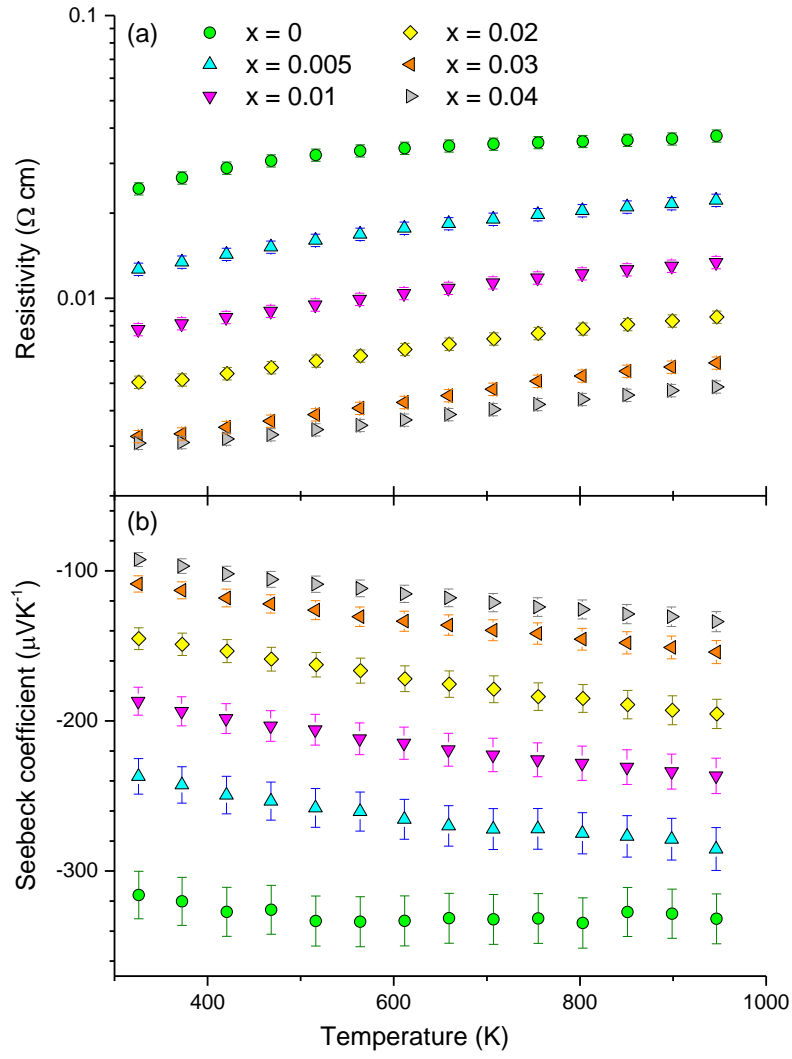 0.1
(a)
x = 0
x = 0.02
x = 0.005
x = 0.03
x = 0.01
x = 0.04
Resistivity (Ω cm)
0.01
(b)
-100
Seebeck coefficient (μVK⁻¹)
-200
-300
400
600
800
1000
Temperature (K)